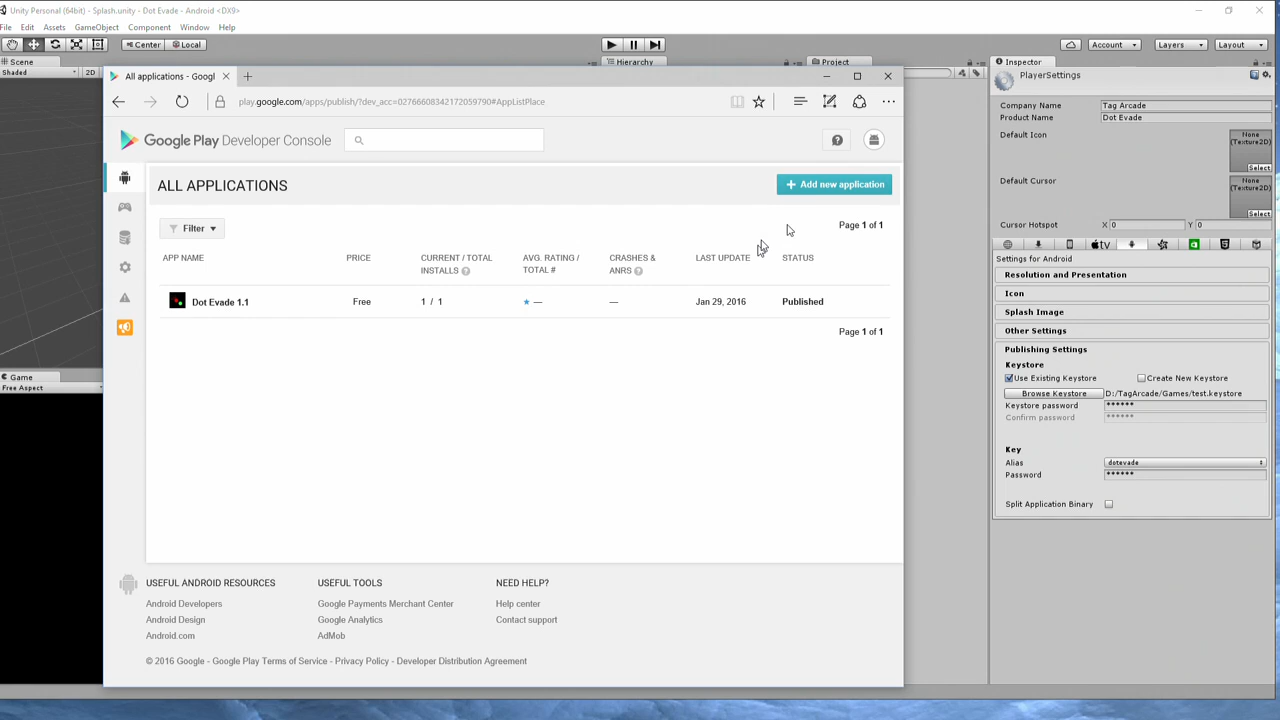 Unity Personal (64bit) - Splash.unity - Dot Evade - Android <DX9>
File Edit Assets GameObject Component Window Help
Center Local Account Layers Layout
Scene Hierarchy Project Inspector
Shaded 2D
All applications - Googl
play.google.com/apps/publish/?dev_acc=02766608342172059790#AppListPlace
Google Play Developer Console
ALL APPLICATIONS
Add new application
Filter
Page 1 of 1
APP NAME PRICE CURRENT / TOTAL INSTALLS AVG. RATING / TOTAL # CRASHES & ANRS LAST UPDATE STATUS
Dot Evade 1.1 Free 1 / 1 — — Jan 29, 2016 Published
Page 1 of 1
Game
Free Aspect
USEFUL ANDROID RESOURCES
Android Developers
Android Design
Android.com
USEFUL TOOLS
Google Payments Merchant Center
Google Analytics
AdMob
NEED HELP?
Help center
Contact support
© 2016 Google - Google Play Terms of Service - Privacy Policy - Developer Distribution Agreement
PlayerSettings
Company Name Tag Arcade
Product Name Dot Evade
Default Icon None (Texture2D) Select
Default Cursor None (Texture2D) Select
Cursor Hotspot X 0 Y 0
tv
Settings for Android
Resolution and Presentation
Icon
Splash Image
Other Settings
Publishing Settings
Keystore
Use Existing Keystore Create New Keystore
Browse Keystore D:/TagArcade/Games/test.keystore
Keystore password ******
Confirm password ******
Key
Alias dotevade
Password ******
Split Application Binary